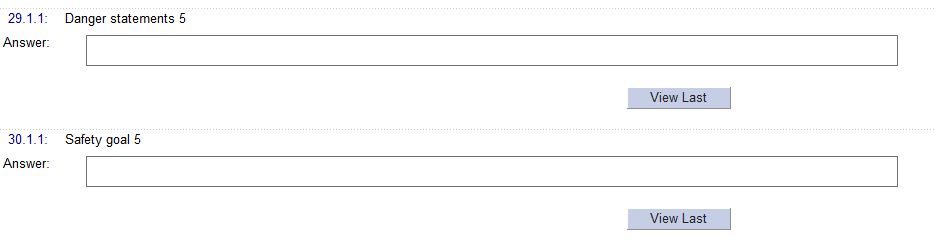 29.1.1: Danger statements 5
Answer:
View Last
30.1.1: Safety goal 5
Answer:
View Last